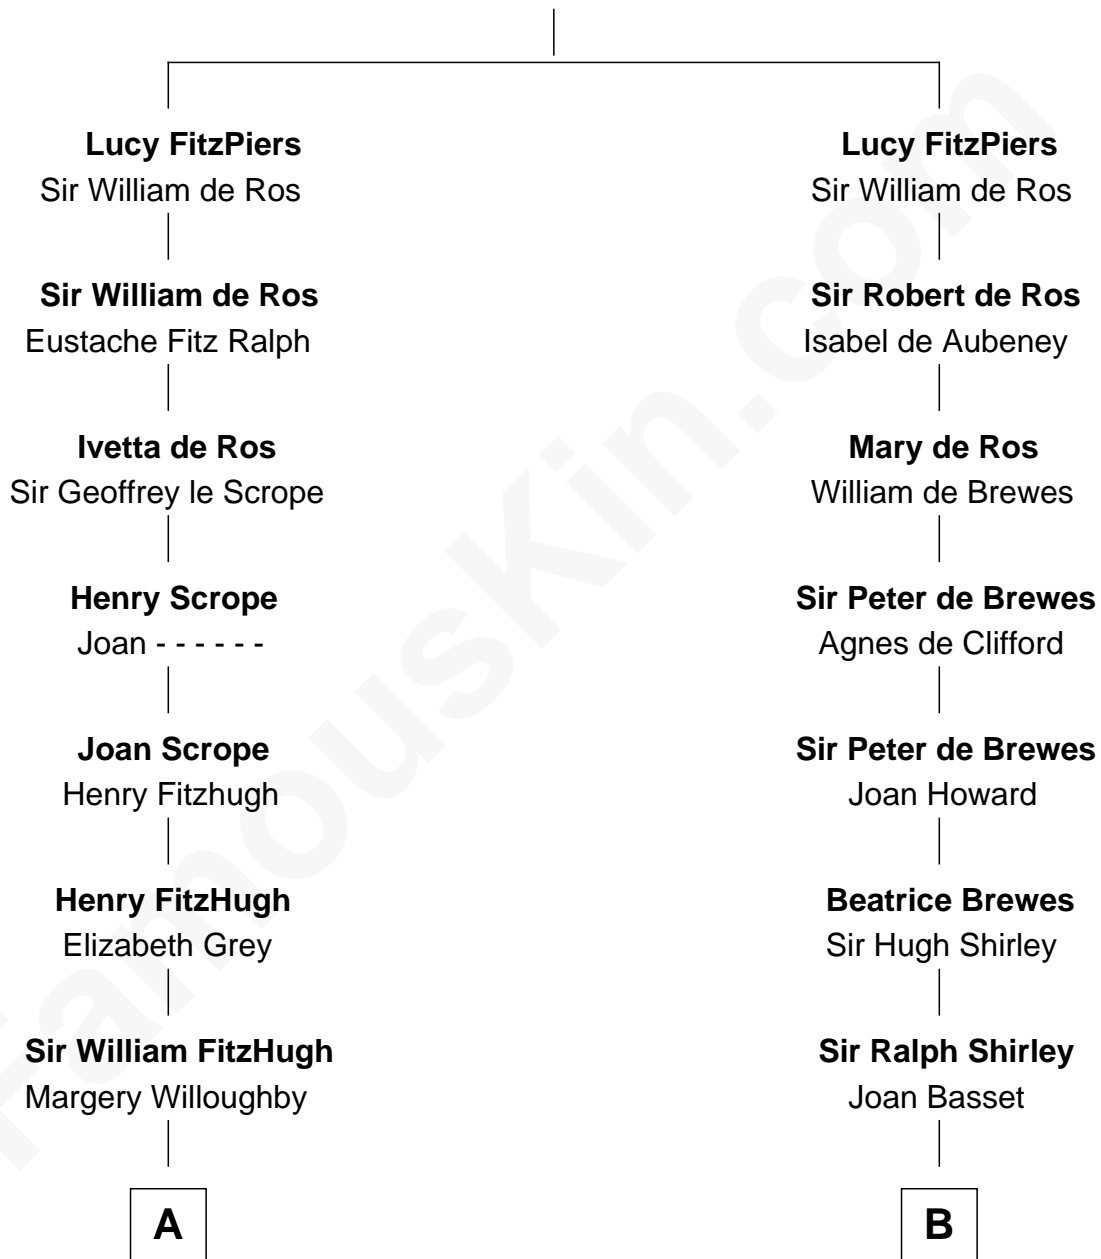 Lucy FitzPiers
Sir William de Ros
Sir William de Ros
Eustache Fitz Ralph
Ivetta de Ros
Sir Geoffrey le Scrope
Henry Scrope
Joan - - - - - -
Joan Scrope
Henry Fitzhugh
Henry FitzHugh
Elizabeth Grey
Sir William FitzHugh
Margery Willoughby
A
Lucy FitzPiers
Sir William de Ros
Sir Robert de Ros
Isabel de Aubeney
Mary de Ros
William de Brewes
Sir Peter de Brewes
Agnes de Clifford
Sir Peter de Brewes
Joan Howard
Beatrice Brewes
Sir Hugh Shirley
Sir Ralph Shirley
Joan Basset
B
FamousKin.com